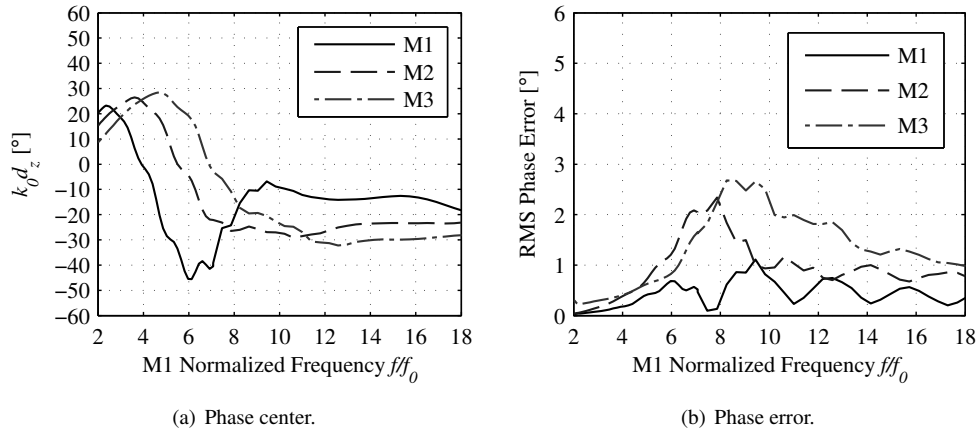 60
50
40
30
20
10
0
−10
−20
−30
−40
−50
−60
k0dz [°]
M1
M2
M3
2 4 6 8 10 12 14 16 18
M1 Normalized Frequency f/f0
(a) Phase center.
6
5
4
3
2
1
0
RMS Phase Error [°]
M1
M2
M3
2 4 6 8 10 12 14 16 18
M1 Normalized Frequency f/f0
(b) Phase error.